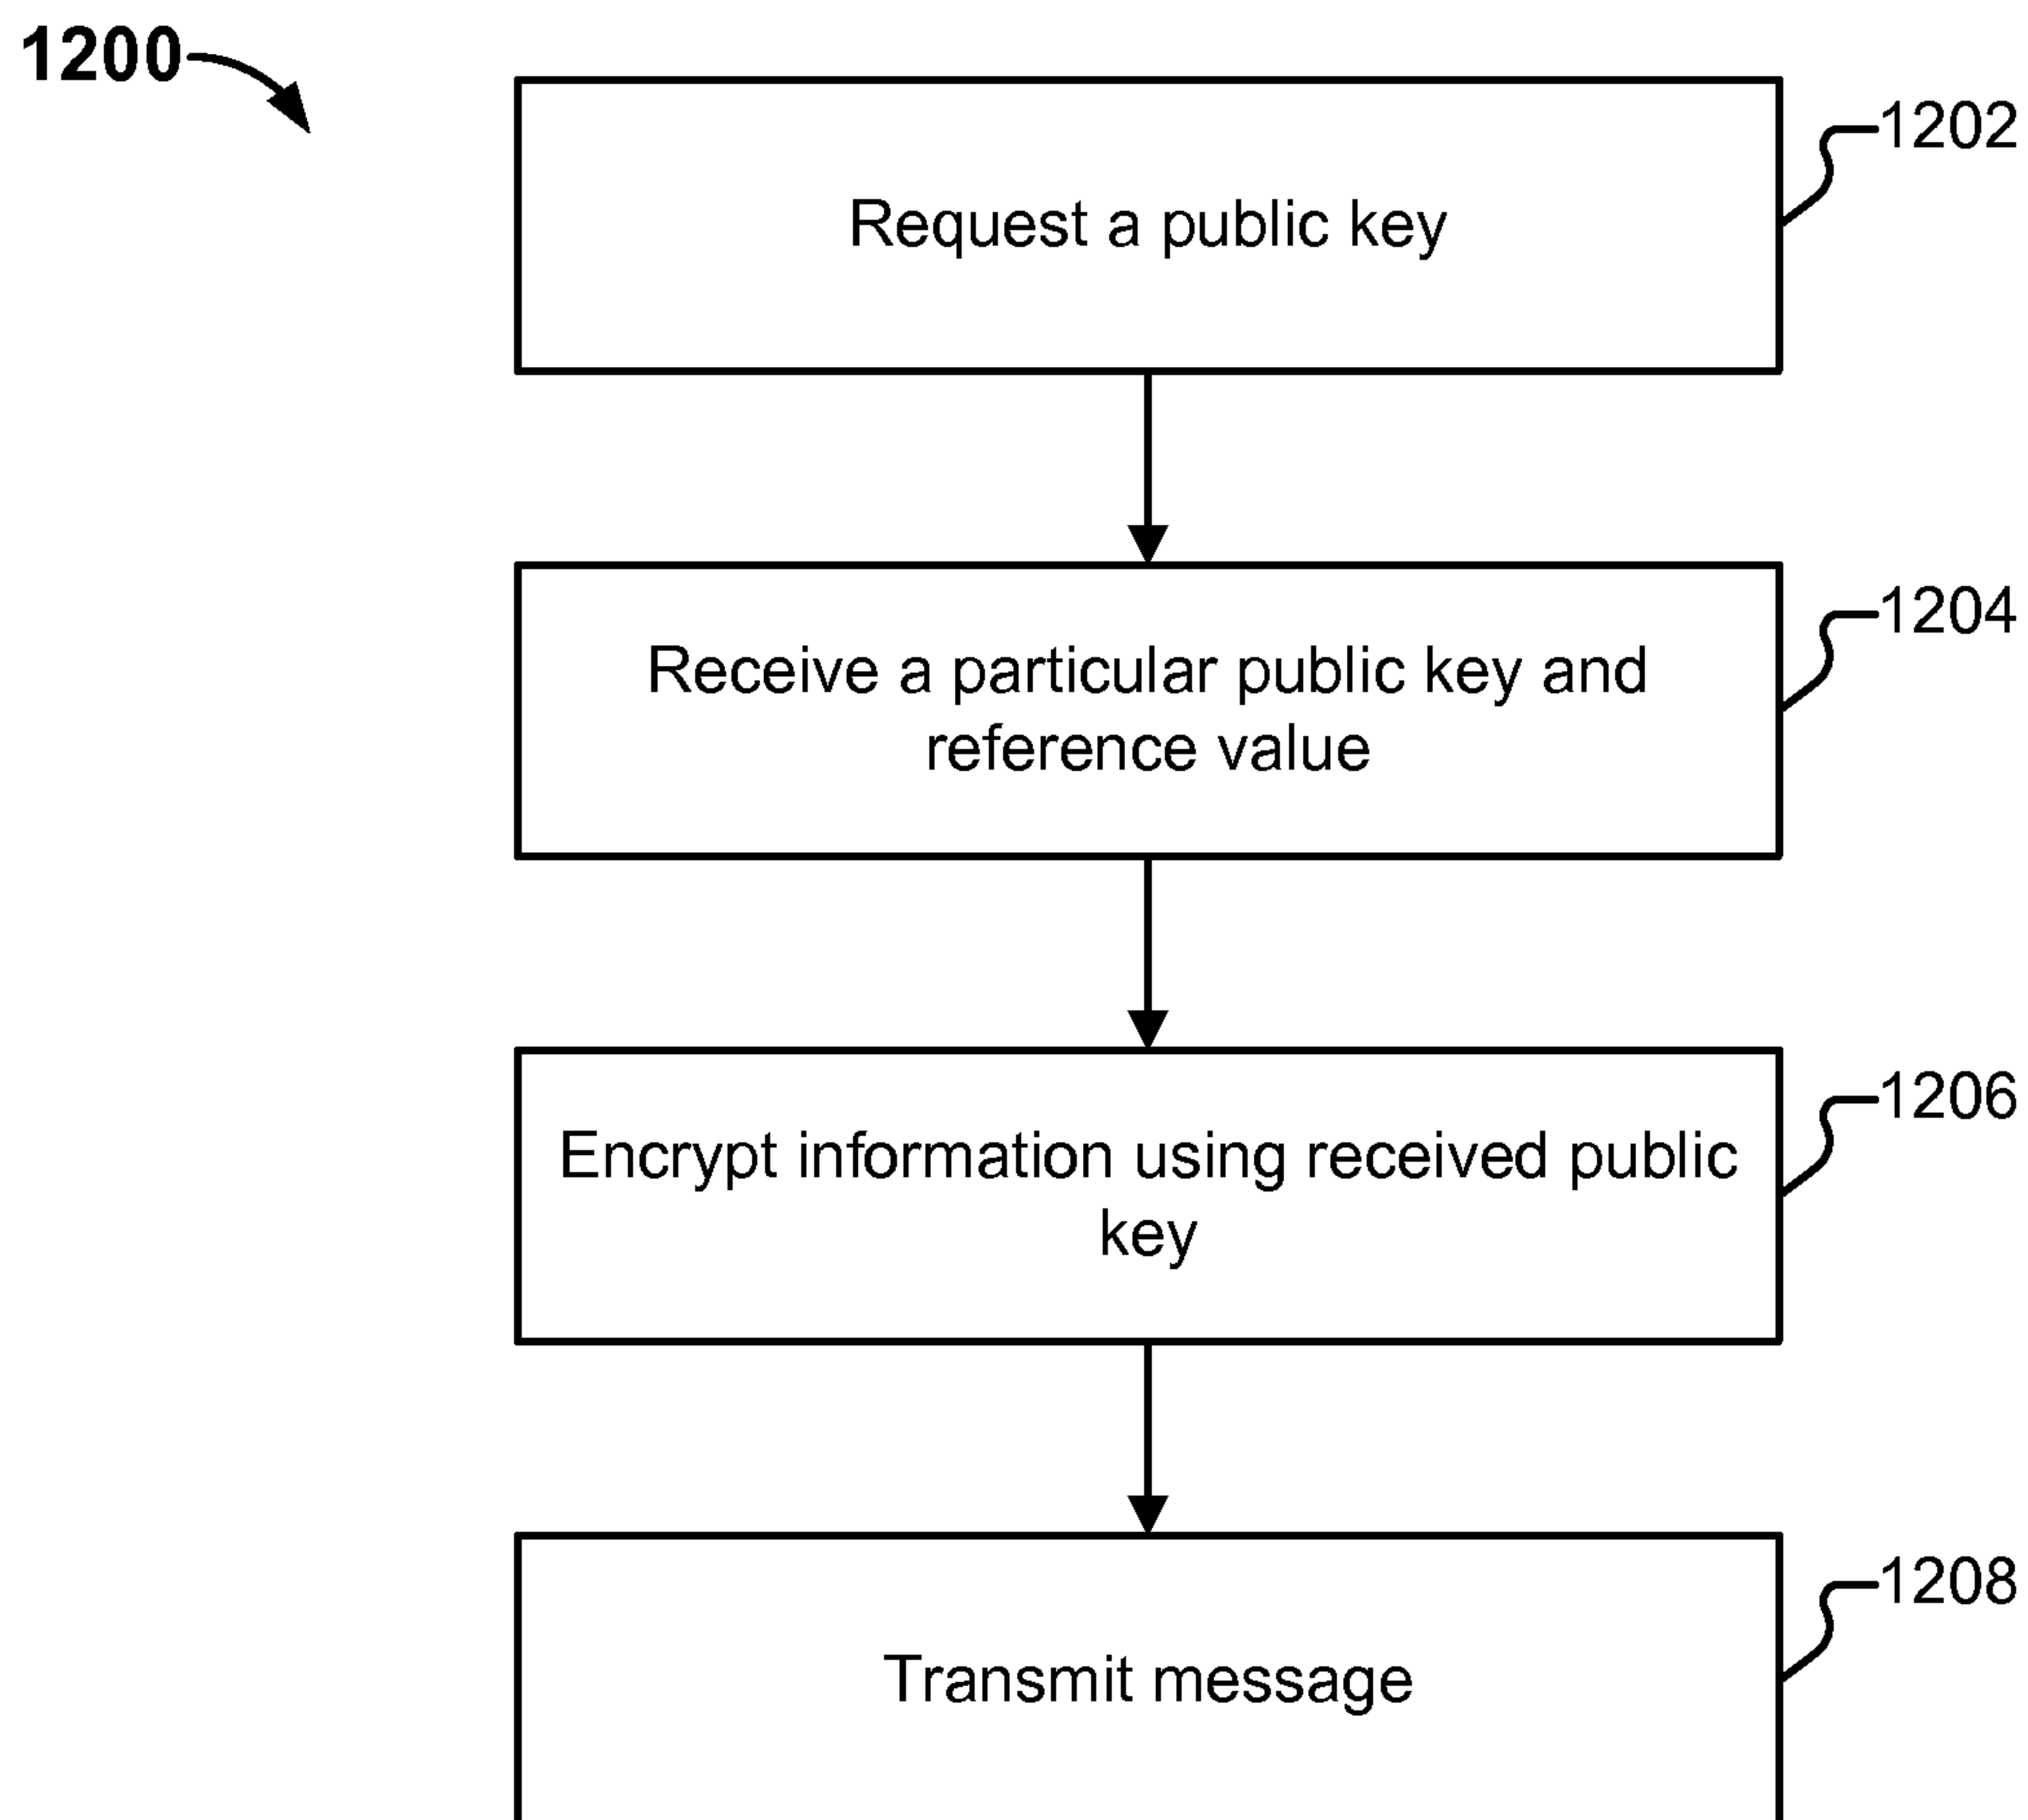 1200
1202
Request a public key
1204
Receive a particular public key and
reference value
1206
Encrypt information using received public
key
1208
Transmit message